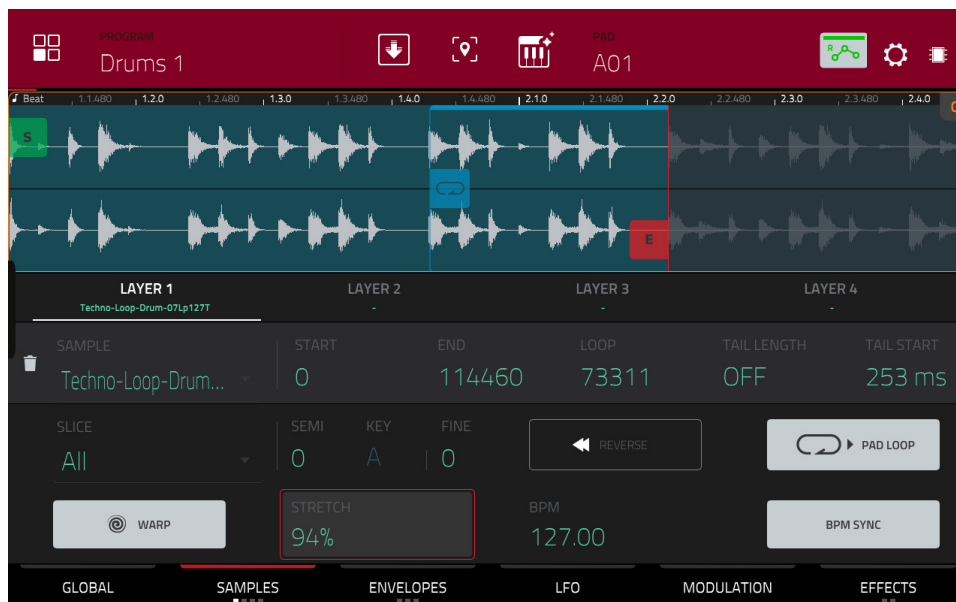 PROGRAM PAD
Drums 1 A01
Beat 1.1.480 1.2.0 1.2.480 1.3.0 1.3.480 1.4.0 1.4.480 2.1.0 2.1.480 2.2.0 2.2.480 2.3.0 2.3.480 2.4.0
S
E
LAYER 1 LAYER 2 LAYER 3 LAYER 4
Techno-Loop-Drum-07Lp127T - - -
SAMPLE START END LOOP TAIL LENGTH TAIL START
Techno-Loop-Drum... 0 114460 73311 OFF 253 ms
SLICE SEMI KEY FINE
All 0 A 0
REVERSE PAD LOOP
STRETCH BPM
WARP 94% 127.00 BPM SYNC
GLOBAL SAMPLES ENVELOPES LFO MODULATION EFFECTS